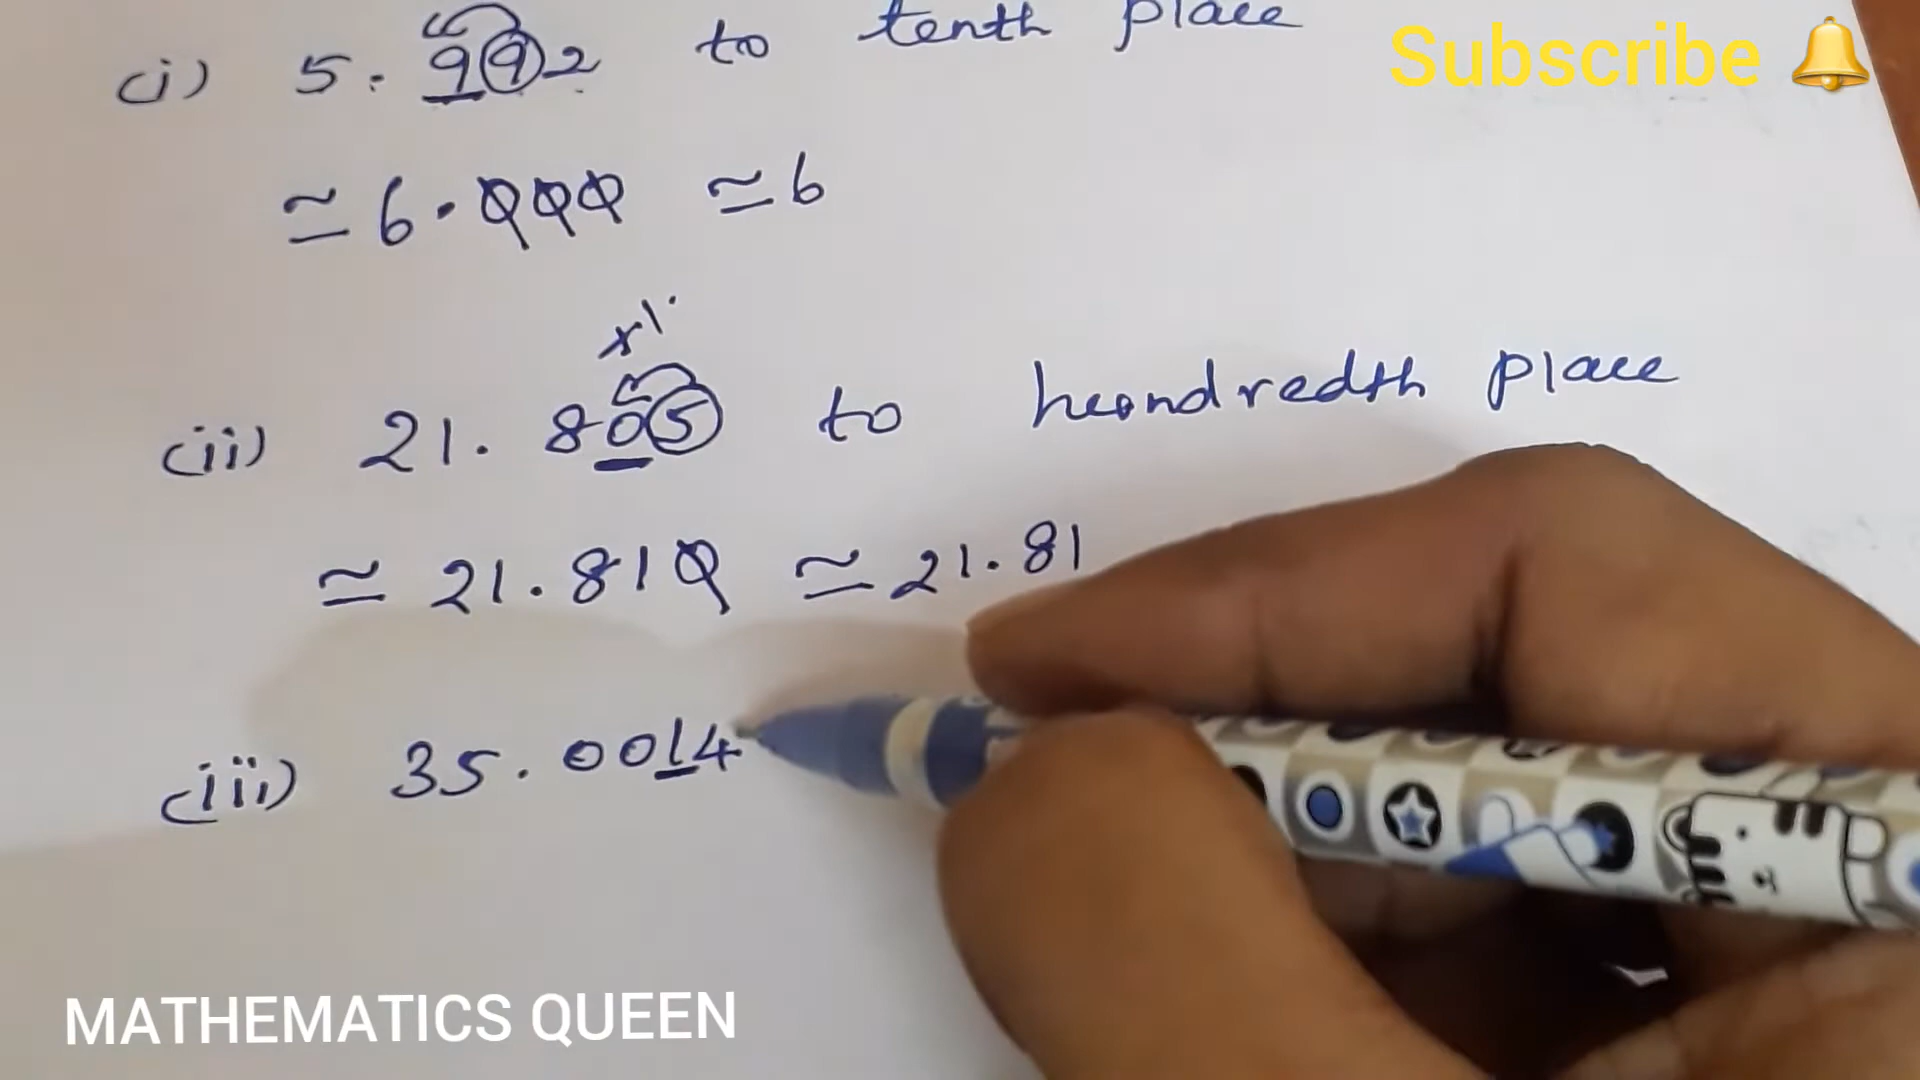 (i) 5.992 to tenth place
Subscribe
≃ 6.000 ≃ 6
+1
(ii) 21.805 to hundredth place
≃ 21.810 ≃ 21.81
(iii) 35.0014
MATHEMATICS QUEEN